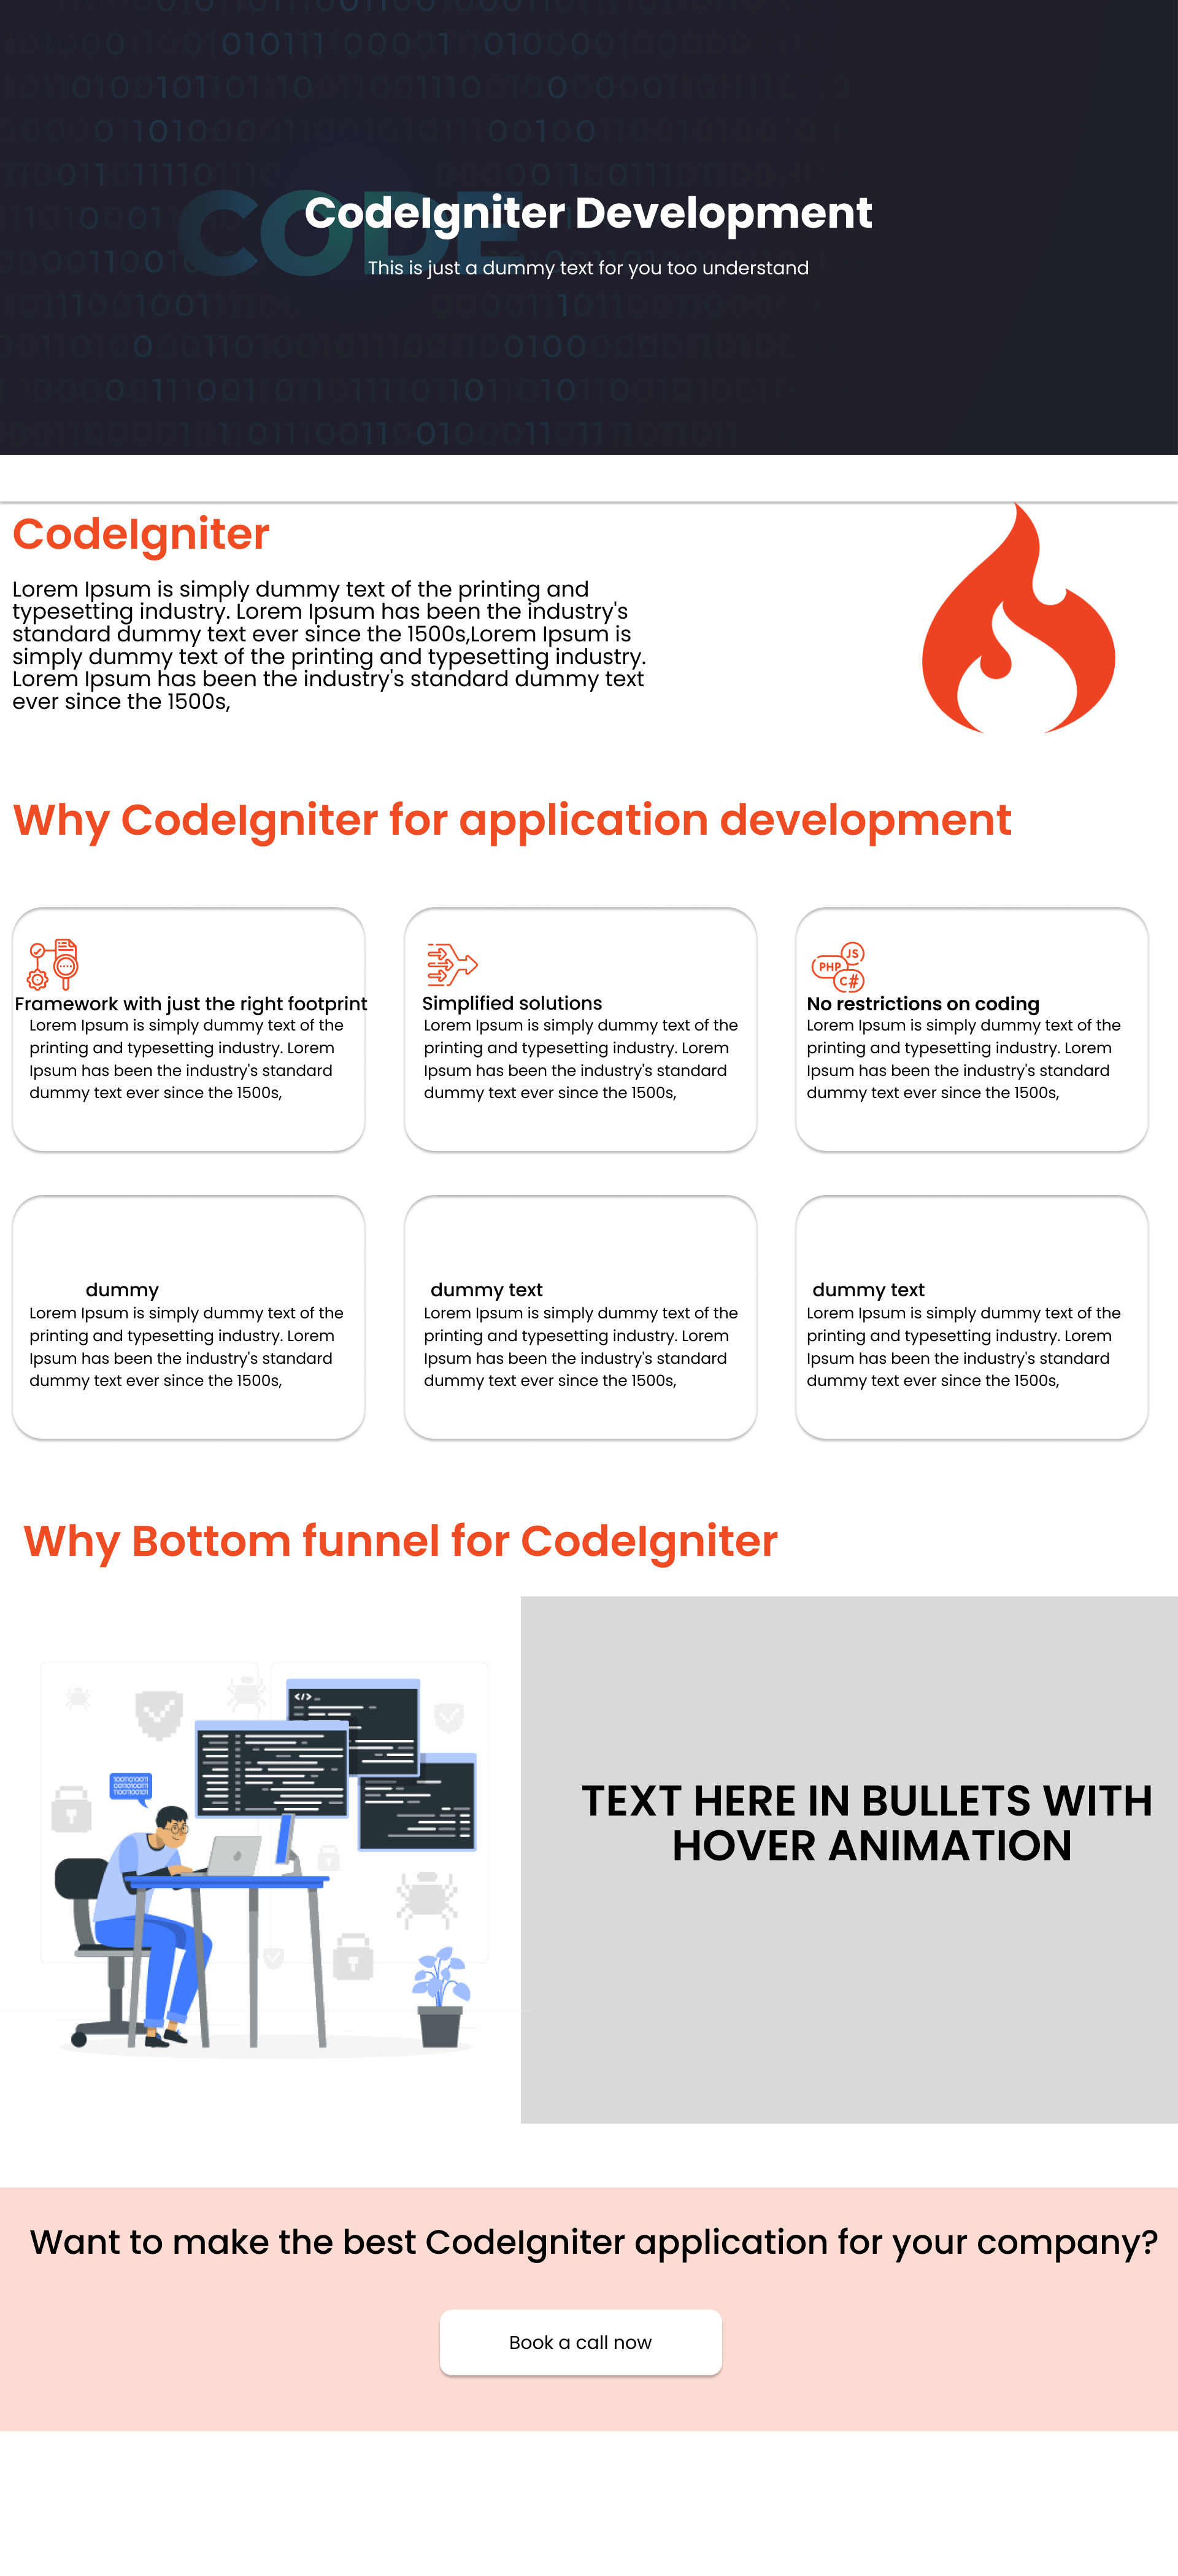 CODE
CodeIgniter Development
This is just a dummy text for you too understand
CodeIgniter
Lorem Ipsum is simply dummy text of the printing and
typesetting industry. Lorem Ipsum has been the industry's
standard dummy text ever since the 1500s,Lorem Ipsum is
simply dummy text of the printing and typesetting industry.
Lorem Ipsum has been the industry's standard dummy text
ever since the 1500s,
Why CodeIgniter for application development
Framework with just the right footprint
Lorem Ipsum is simply dummy text of the
printing and typesetting industry. Lorem
Ipsum has been the industry's standard
dummy text ever since the 1500s,
Simplified solutions
Lorem Ipsum is simply dummy text of the
printing and typesetting industry. Lorem
Ipsum has been the industry's standard
dummy text ever since the 1500s,
JS
PHP
C#
No restrictions on coding
Lorem Ipsum is simply dummy text of the
printing and typesetting industry. Lorem
Ipsum has been the industry's standard
dummy text ever since the 1500s,
dummy
Lorem Ipsum is simply dummy text of the
printing and typesetting industry. Lorem
Ipsum has been the industry's standard
dummy text ever since the 1500s,
dummy text
Lorem Ipsum is simply dummy text of the
printing and typesetting industry. Lorem
Ipsum has been the industry's standard
dummy text ever since the 1500s,
dummy text
Lorem Ipsum is simply dummy text of the
printing and typesetting industry. Lorem
Ipsum has been the industry's standard
dummy text ever since the 1500s,
Why Bottom funnel for CodeIgniter
</>
TEXT HERE IN BULLETS WITH
HOVER ANIMATION
Want to make the best CodeIgniter application for your company?
Book a call now